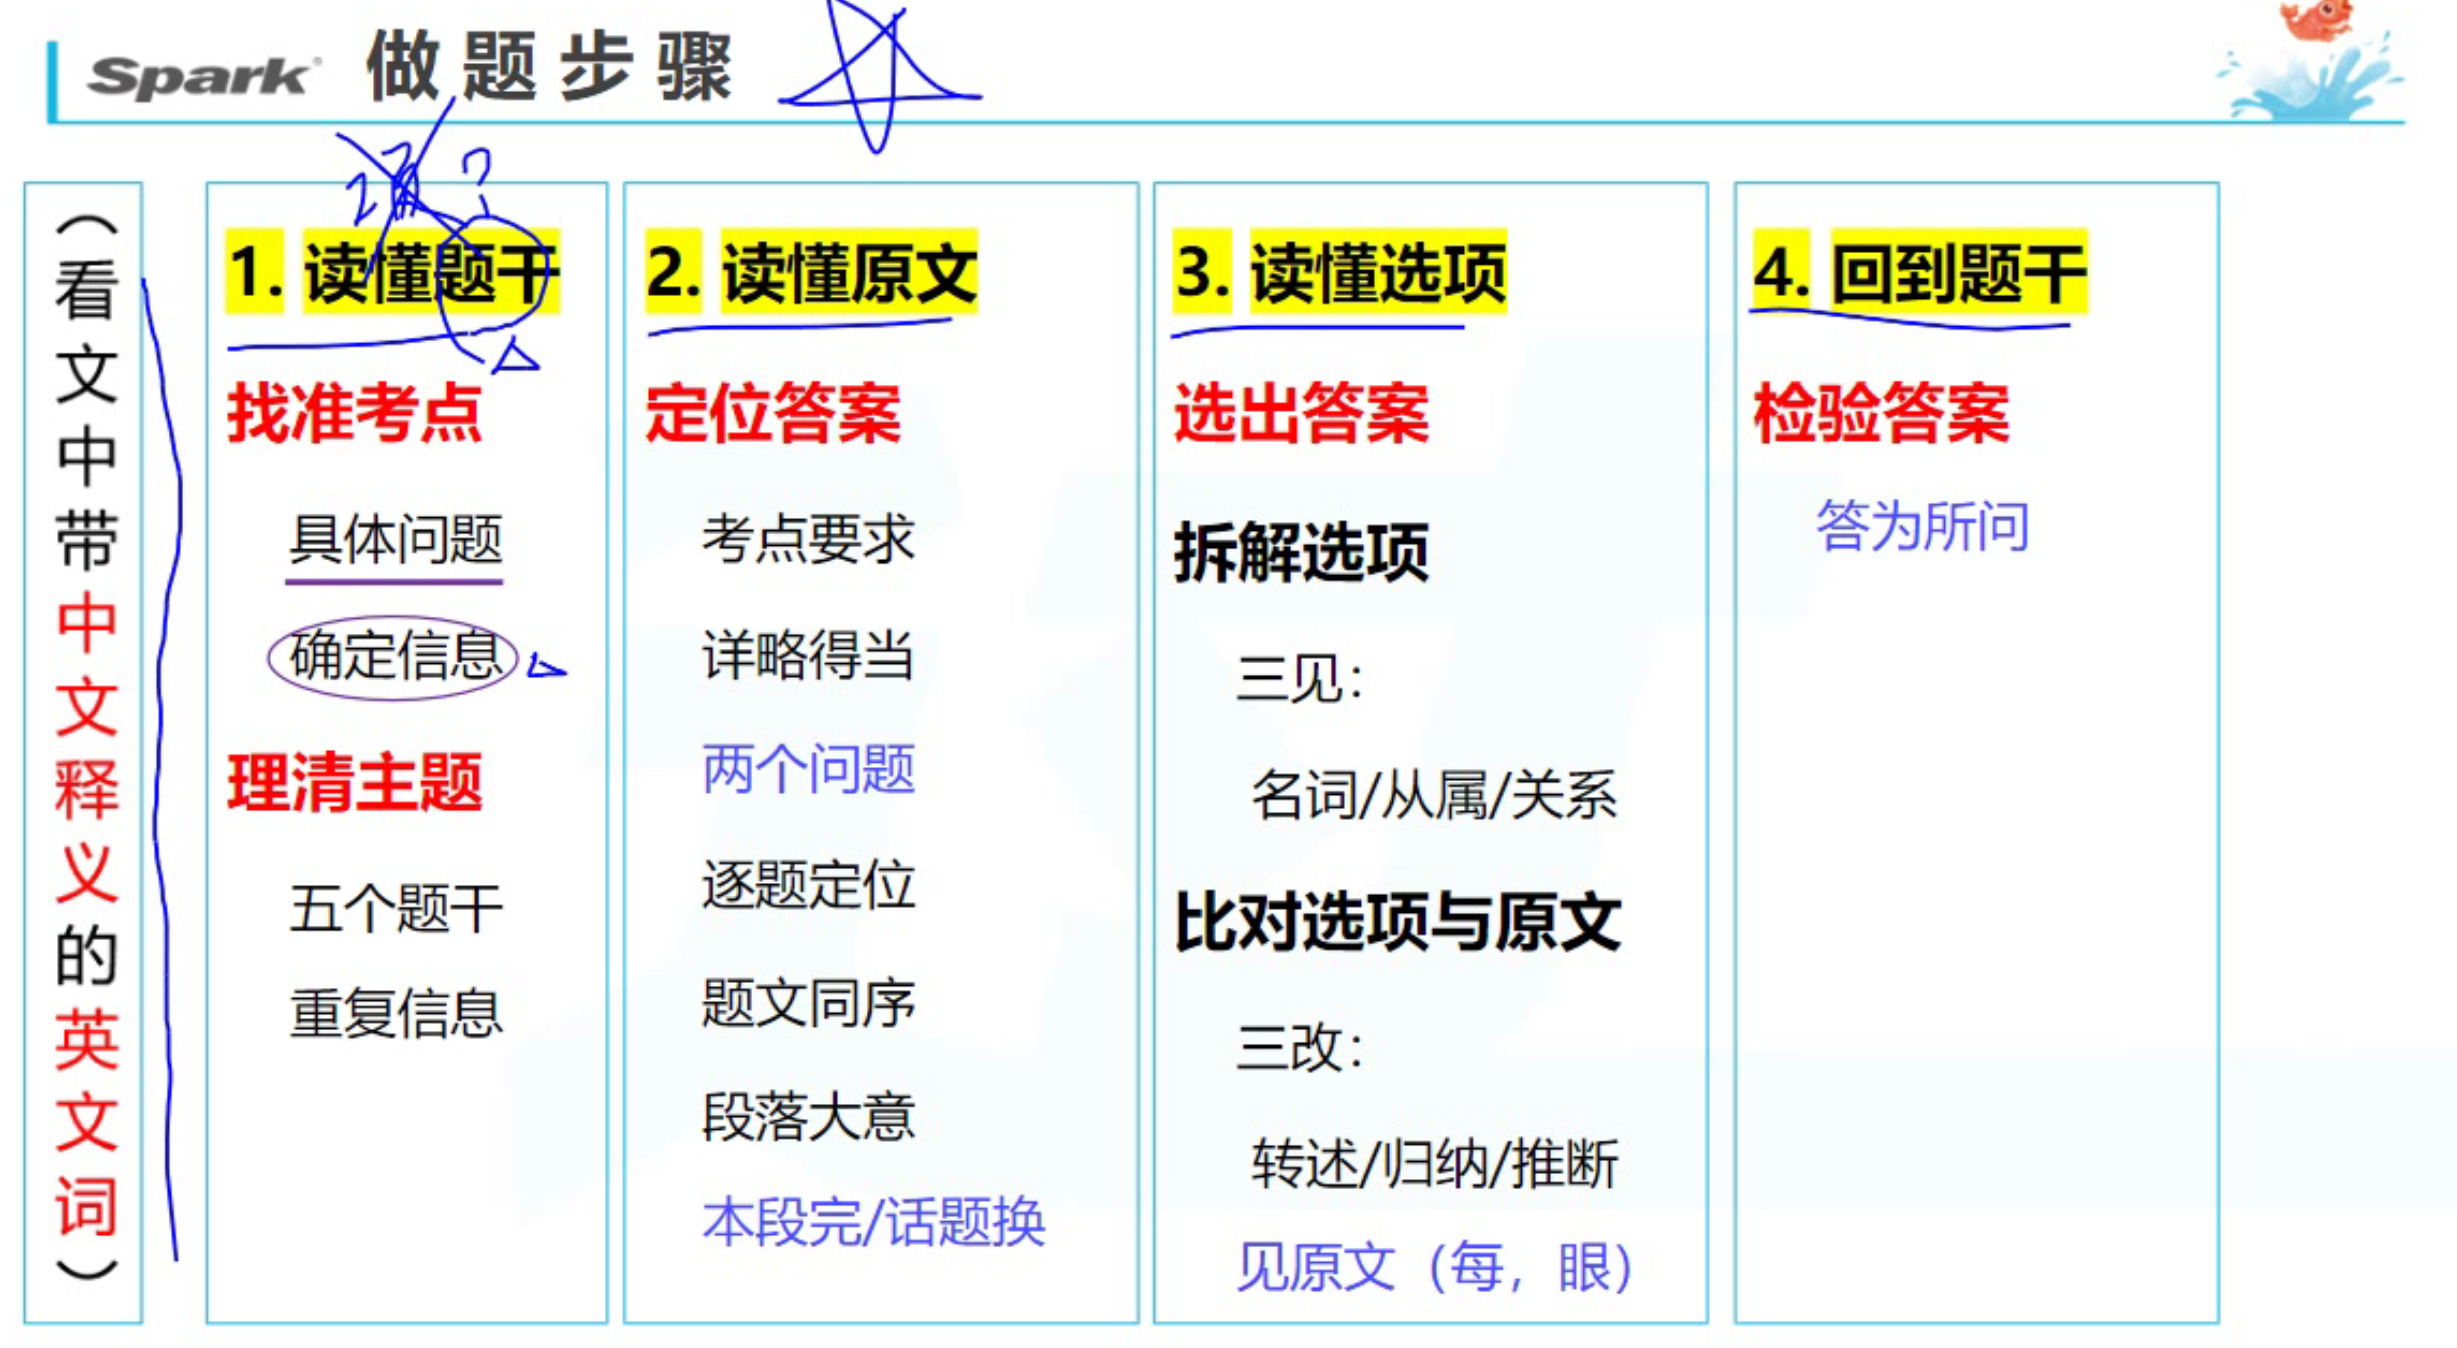 Spark® 做题步骤
（看文中带中文释义的英文词）
1. 读懂题干
找准考点
具体问题
确定信息
理清主题
五个题干
重复信息
2. 读懂原文
定位答案
考点要求
详略得当
两个问题
逐题定位
题文同序
段落大意
本段完/话题换
3. 读懂选项
选出答案
拆解选项
三见：
名词/从属/关系
比对选项与原文
三改：
转述/归纳/推断
见原文（每，眼）
4. 回到题干
检验答案
答为所问